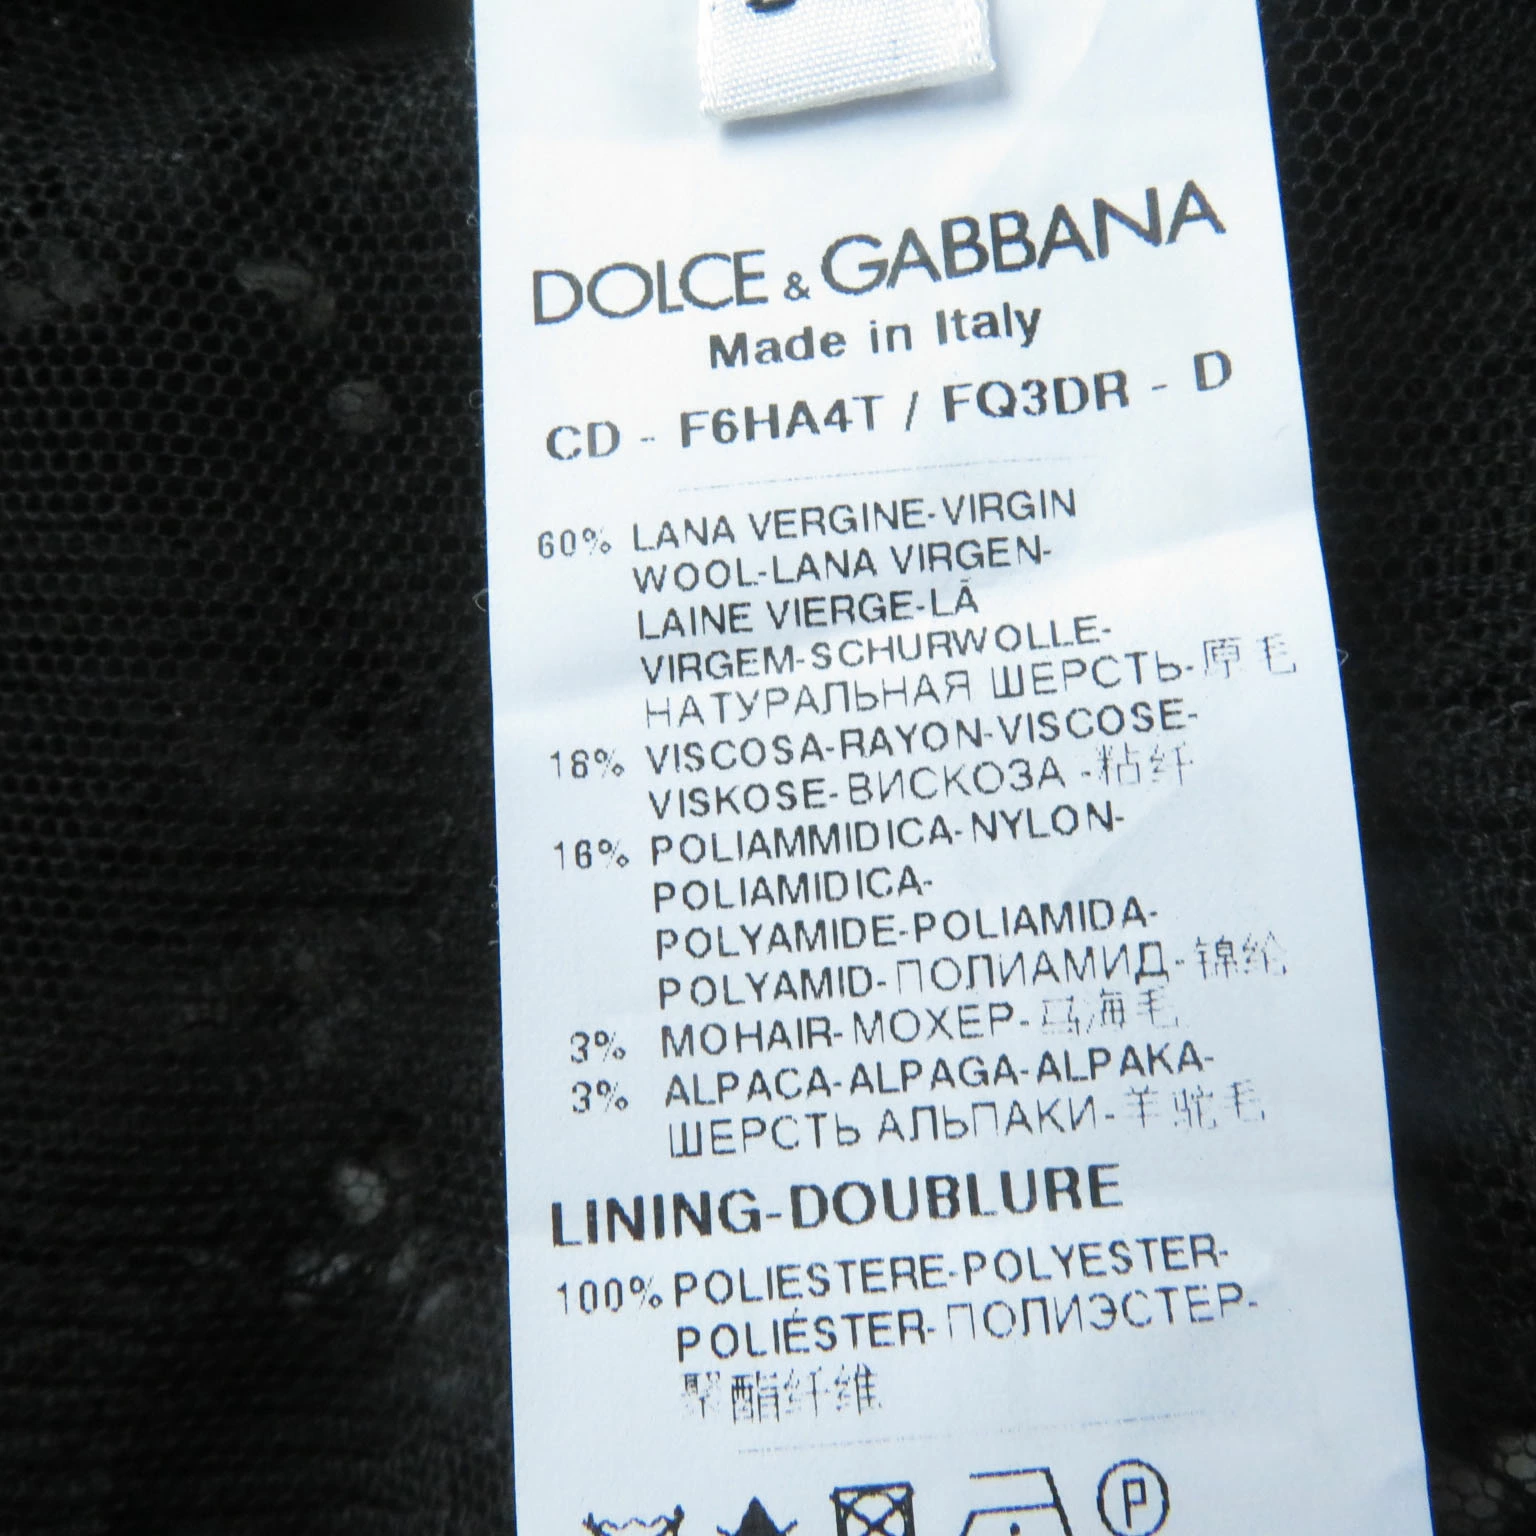 DOLCE & GABBANA
Made in Italy
CD - F6HA4T / FQ3DR - D
60% LANA VERGINE-VIRGIN
WOOL-LANA VIRGEN-
LAINE VIERGE-LÃ
VIRGEM-SCHURWOLLE-
НАТУРАЛЬНАЯ ШЕРСТЬ-原毛
18% VISCOSA-RAYON-VISCOSE-
VISKOSE-ВИСКОЗА -粘纤
16% POLIAMMIDICA-NYLON-
POLIAMIDICA-
POLYAMIDE-POLIAMIDA-
POLYAMID-ПОЛИАМИД-锦纶
3% MOHAIR-МОХЕР-马海毛
3% ALPACA-ALPAGA-ALPAKA-
ШЕРСТЬ АЛЬПАКИ-羊驼毛
LINING-DOUBLURE
100% POLIESTERE-POLYESTER-
POLIÉSTER-ПОЛИЭСТЕР-
聚酯纤维
P